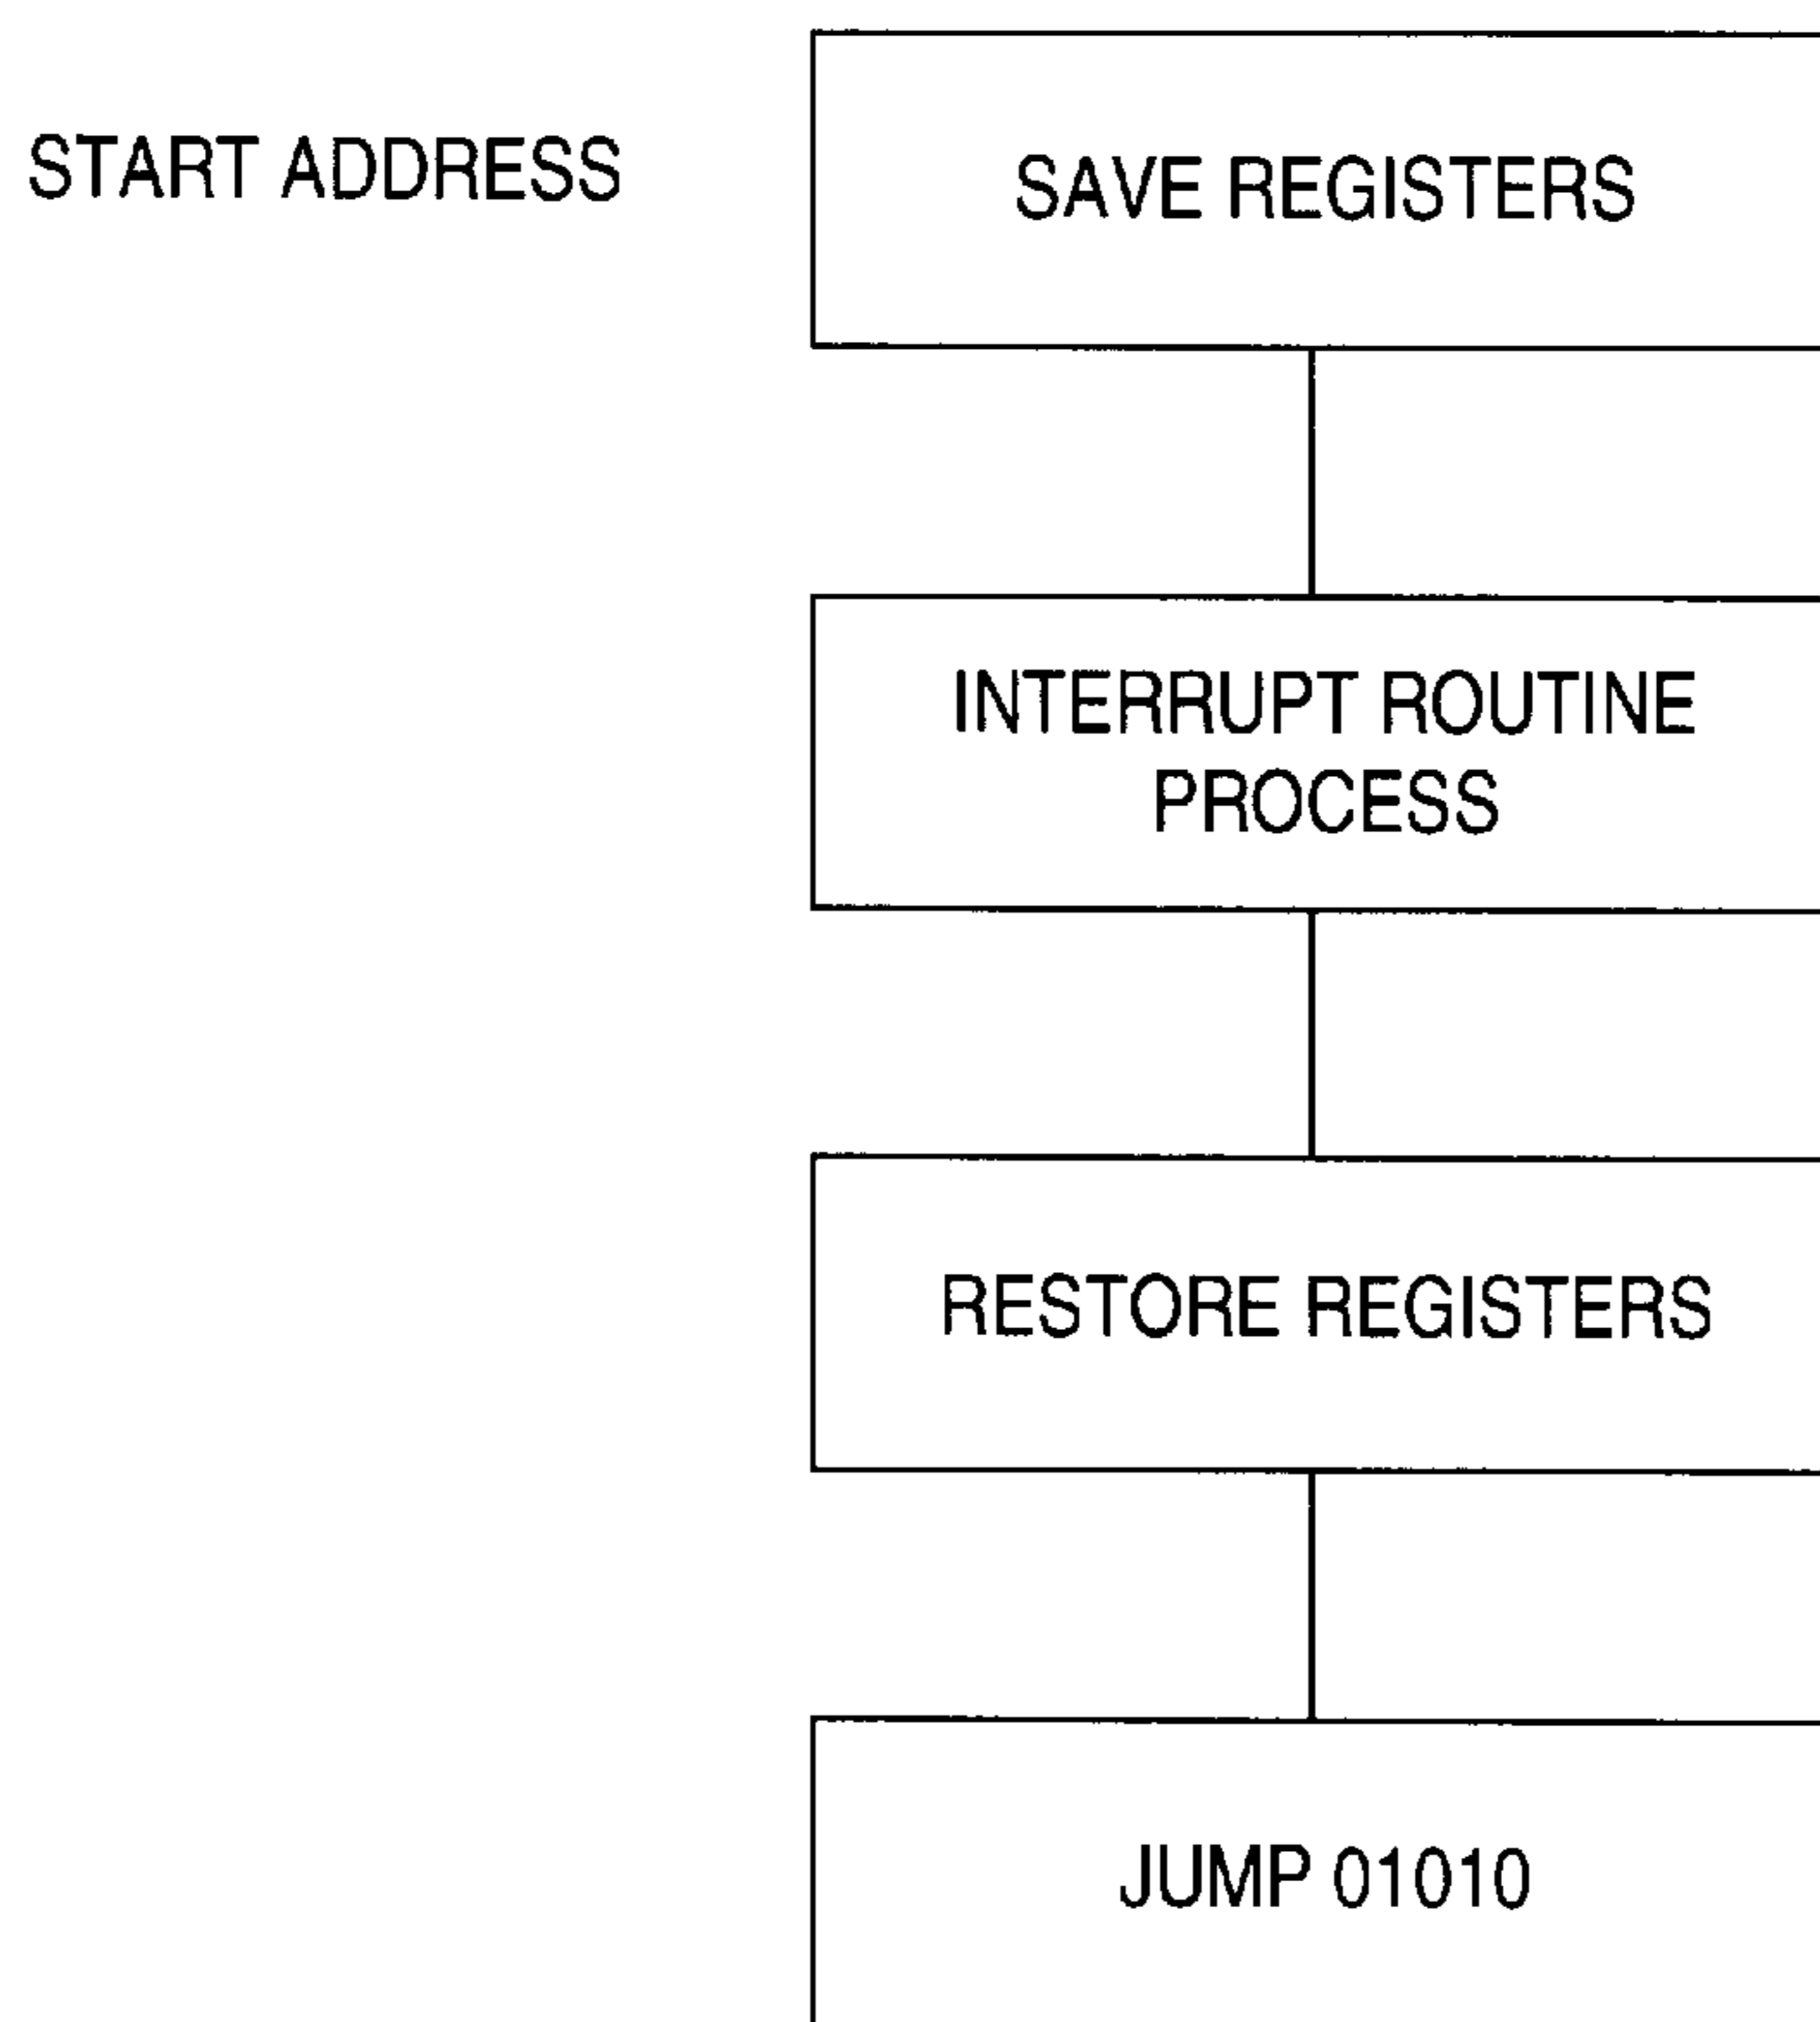 START ADDRESS
SAVE REGISTERS
INTERRUPT ROUTINE
PROCESS
RESTORE REGISTERS
JUMP 01010